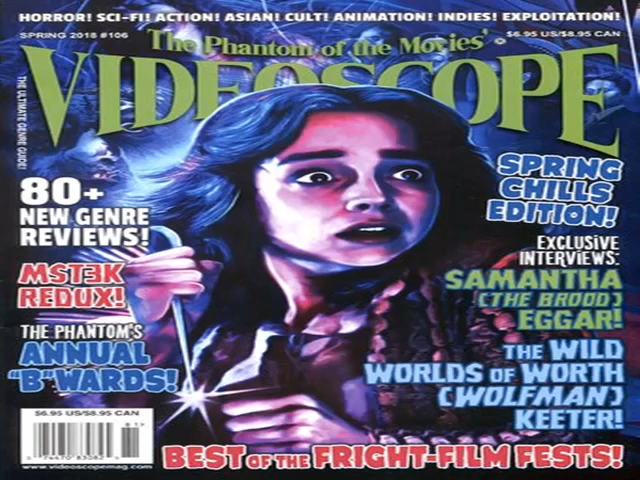 HORROR! SCI-FI! ACTION! ASIAN! CULT! ANIMATION! INDIES! EXPLOITATION!
SPRING 2018 #106
$6.95 US/$8.95 CAN
The Phantom of the Movies'®
VIDEOSCOPE
THE ULTIMATE GENRE GUIDE!
80+
NEW GENRE
REVIEWS!
MST3K
REDUX!
THE PHANTOM'S
ANNUAL
"B"WARDS!
SPRING
CHILLS
EDITION!
EXCLUSIVE
INTERVIEWS:
SAMANTHA
(THE BROOD)
EGGAR!
THE WILD
WORLDS OF WORTH
(WOLFMAN)
KEETER!
$6.95 US/$8.95 CAN
www.videoscopemag.com
BEST OF THE FRIGHT-FILM FESTS!